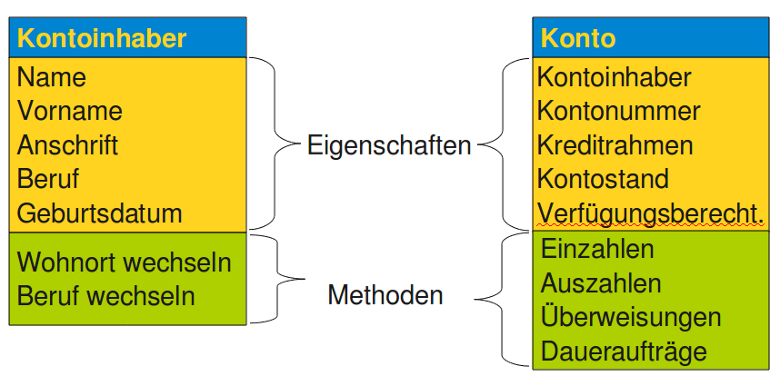 Kontoinhaber
Name
Vorname
Anschrift
Beruf
Geburtsdatum
Wohnort wechseln
Beruf wechseln
Eigenschaften
Methoden
Konto
Kontoinhaber
Kontonummer
Kreditrahmen
Kontostand
Verfügungsberecht.
Einzahlen
Auszahlen
Überweisungen
Daueraufträge